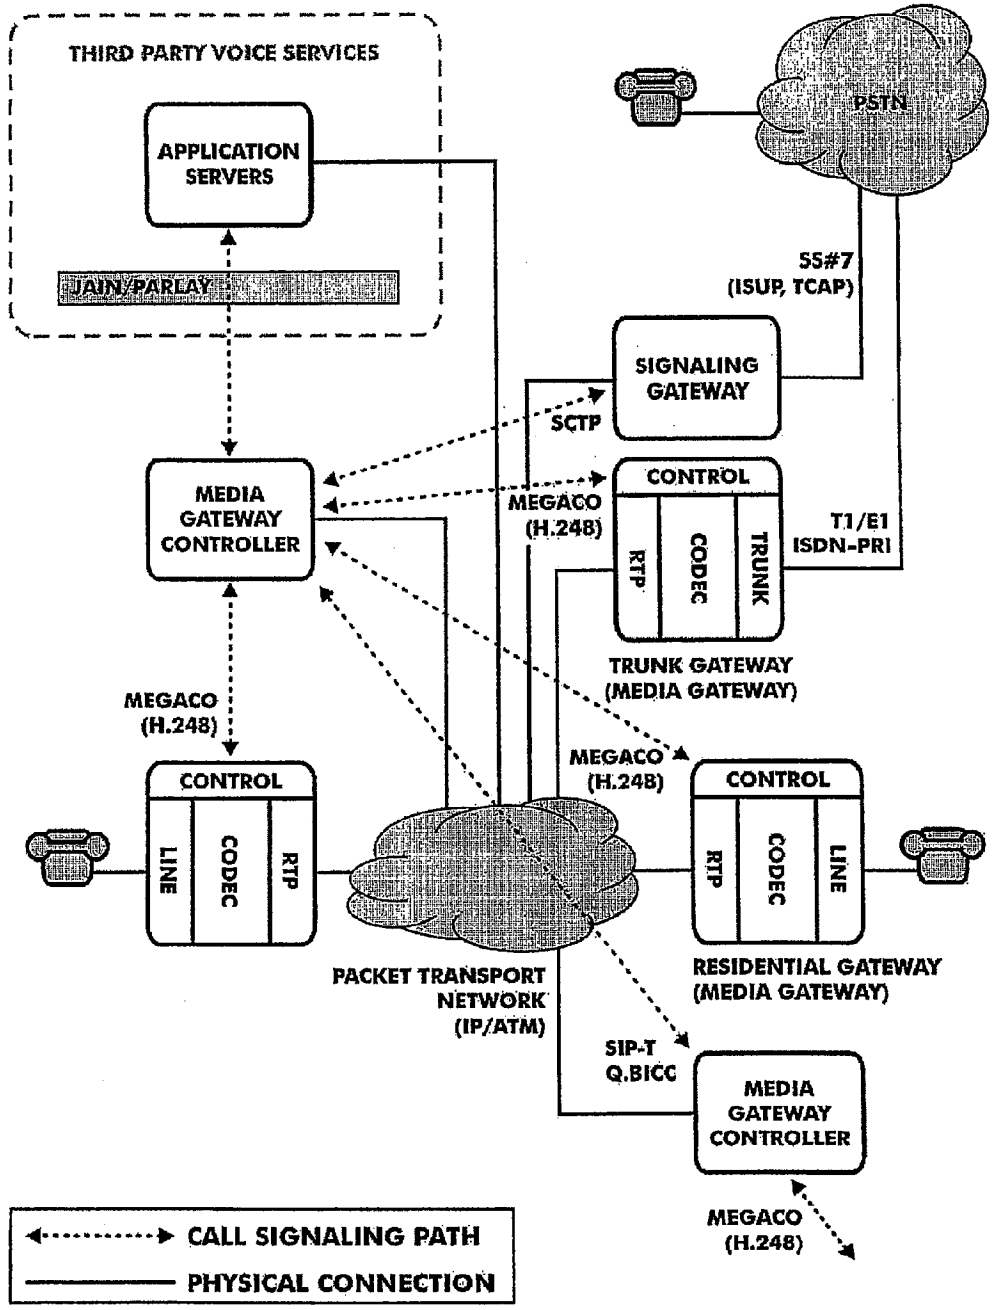 THIRD PARTY VOICE SERVICES
APPLICATION
SERVERS
JAIN/PARLAY
PSTN
SS#7
(ISUP, TCAP)
SIGNALING
GATEWAY
SCTP
MEDIA
GATEWAY
CONTROLLER
MEGACO
(H.248)
CONTROL
RTP
CODEC
TRUNK
T1/E1
ISDN-PRI
TRUNK GATEWAY
(MEDIA GATEWAY)
MEGACO
(H.248)
CONTROL
LINE
CODEC
RTP
MEGACO
(H.248)
CONTROL
RTP
CODEC
LINE
RESIDENTIAL GATEWAY
(MEDIA GATEWAY)
PACKET TRANSPORT
NETWORK
(IP/ATM)
SIP-T
Q.BICC
MEDIA
GATEWAY
CONTROLLER
MEGACO
(H.248)
CALL SIGNALING PATH
PHYSICAL CONNECTION